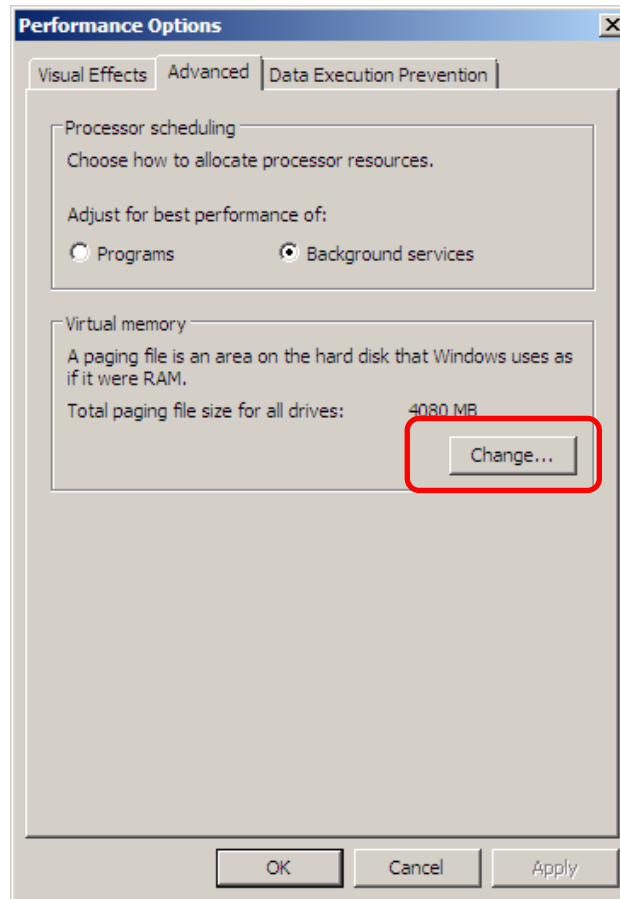 Performance Options
Visual Effects Advanced Data Execution Prevention
Processor scheduling
Choose how to allocate processor resources.
Adjust for best performance of:
Programs Background services
Virtual memory
A paging file is an area on the hard disk that Windows uses as
if it were RAM.
Total paging file size for all drives: 4080 MB
Change...
OK Cancel Apply